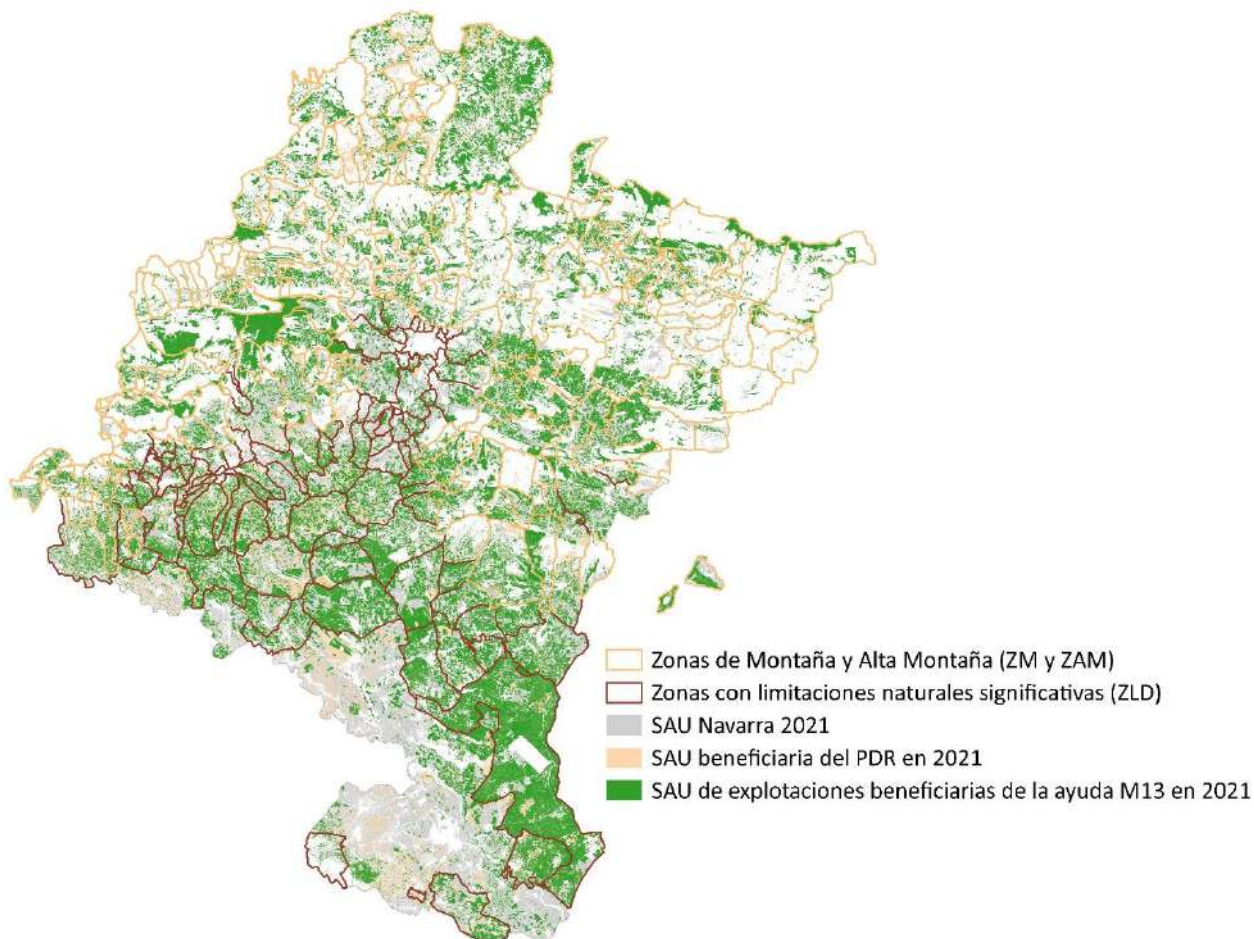 Zonas de Montaña y Alta Montaña (ZM y ZAM)
Zonas con limitaciones naturales significativas (ZLD)
SAU Navarra 2021
SAU beneficiaria del PDR en 2021
SAU de explotaciones beneficiarias de la ayuda M13 en 2021